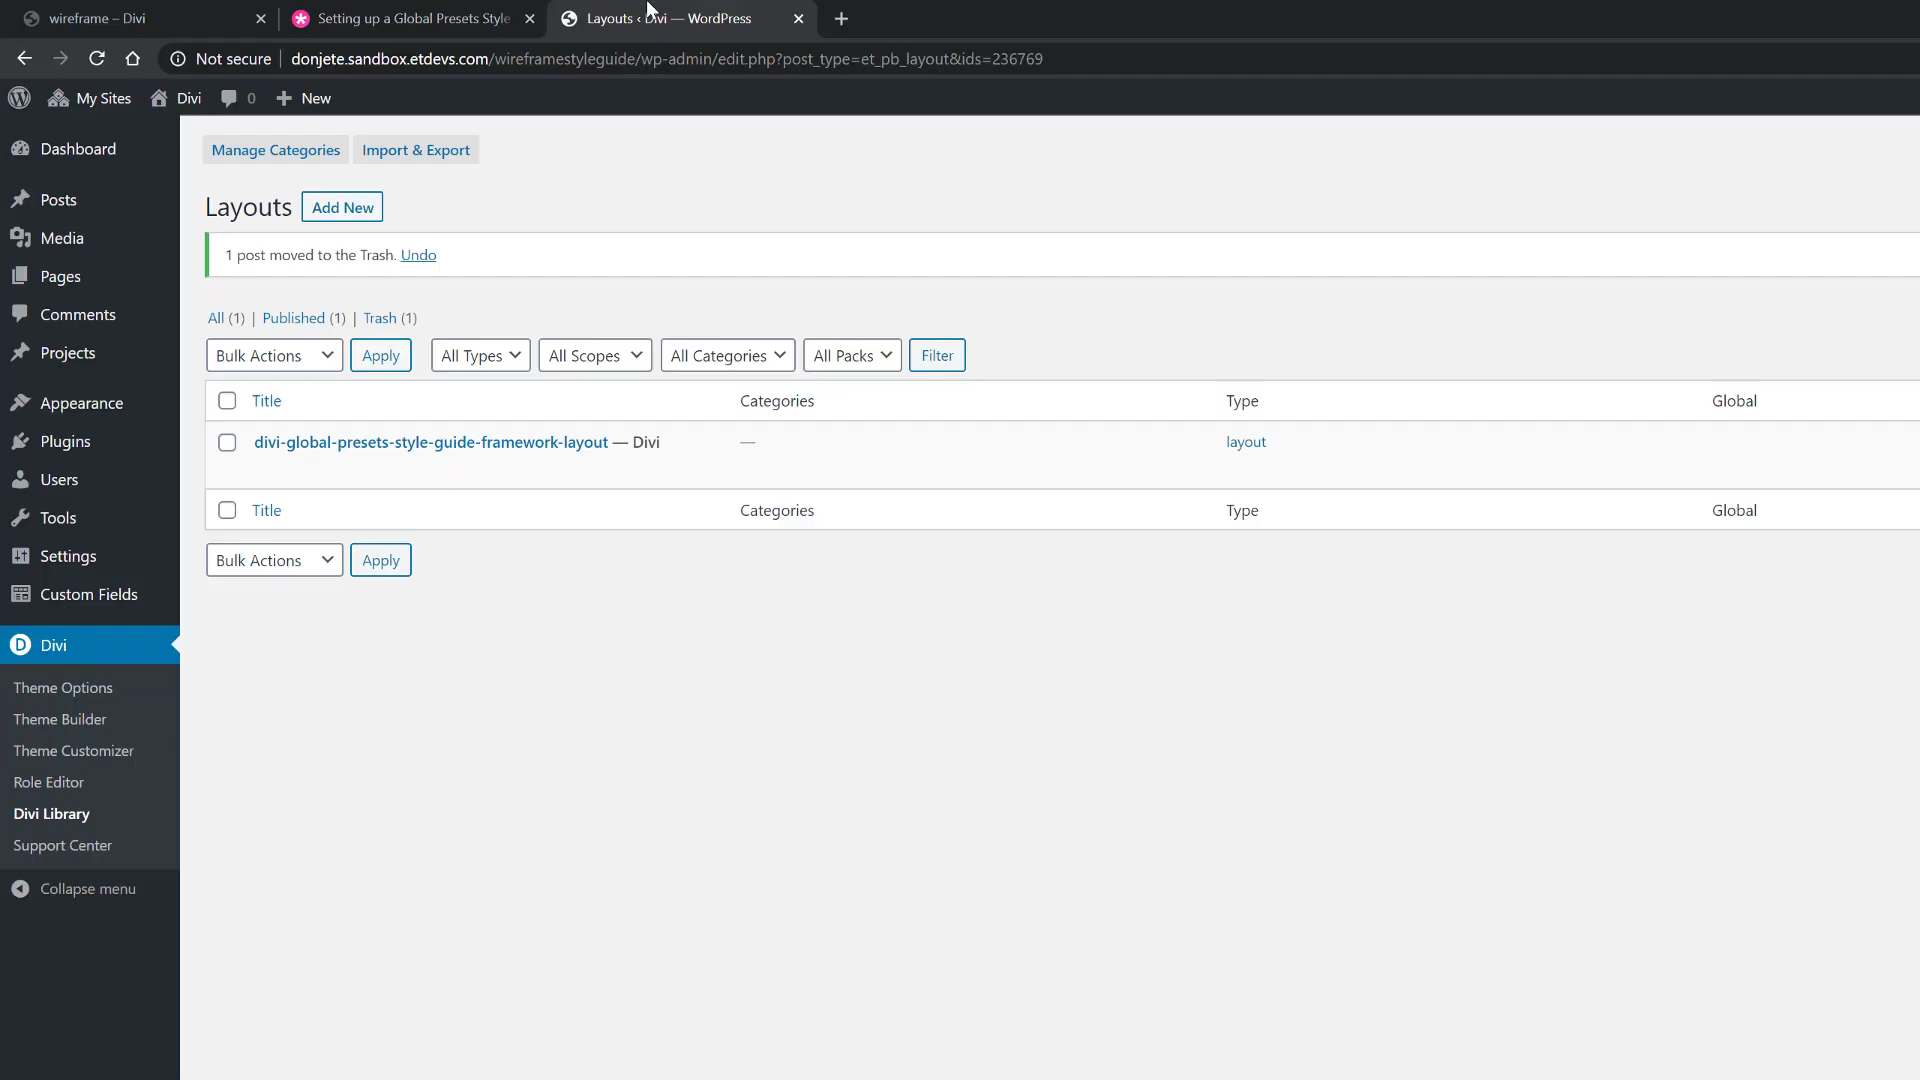 wireframe – Divi
Setting up a Global Presets Style
Layouts ‹ Divi — WordPress
Not secure
donjete.sandbox.etdevs.com/wireframestyleguide/wp-admin/edit.php?post_type=et_pb_layout&ids=236769
My Sites
Divi
0
New
Dashboard
Posts
Media
Pages
Comments
Projects
Appearance
Plugins
Users
Tools
Settings
Custom Fields
D Divi
Theme Options
Theme Builder
Theme Customizer
Role Editor
Divi Library
Support Center
Collapse menu
Manage Categories
Import & Export
Layouts
Add New
1 post moved to the Trash. Undo
All (1) | Published (1) | Trash (1)
Bulk Actions
Apply
All Types
All Scopes
All Categories
All Packs
Filter
Title
Categories
Type
Global
divi-global-presets-style-guide-framework-layout — Divi
—
layout
Title
Categories
Type
Global
Bulk Actions
Apply